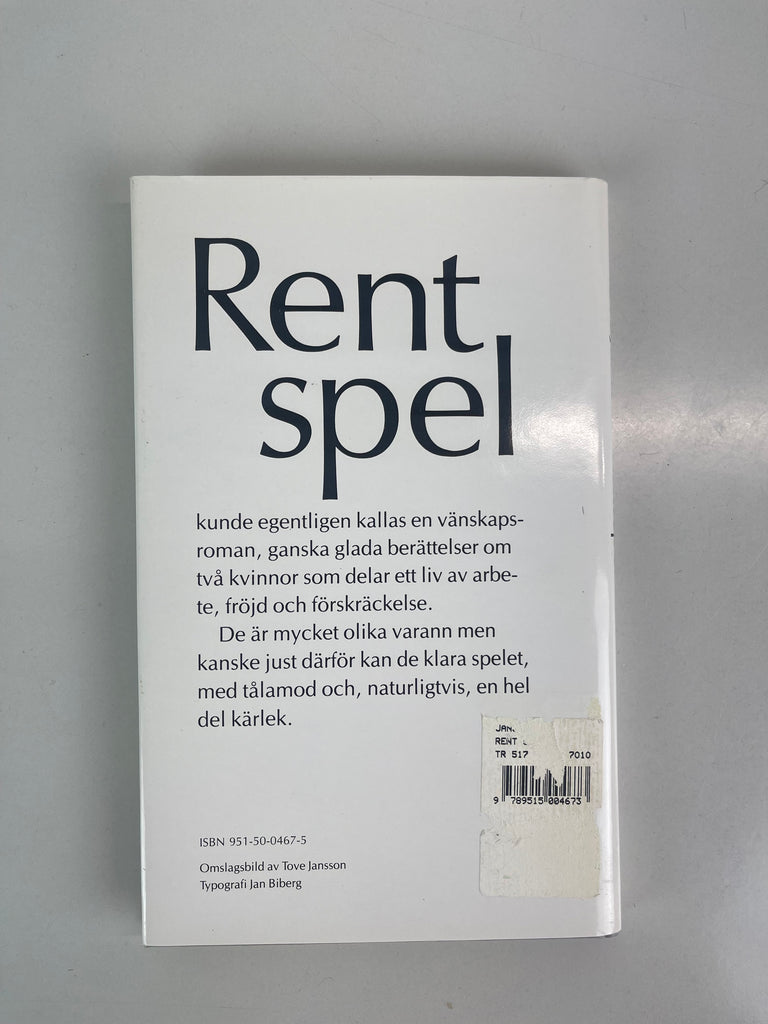 Rent
spel
kunde egentligen kallas en vänskaps-
roman, ganska glada berättelser om
två kvinnor som delar ett liv av arbe-
te, fröjd och förskräckelse.
De är mycket olika varann men
kanske just därför kan de klara spelet,
med tålamod och, naturligtvis, en hel
del kärlek.
RENT
TR 517 7010
9 789515 004673
ISBN 951-50-0467-5
Omslagsbild av Tove Jansson
Typografi Jan Biberg